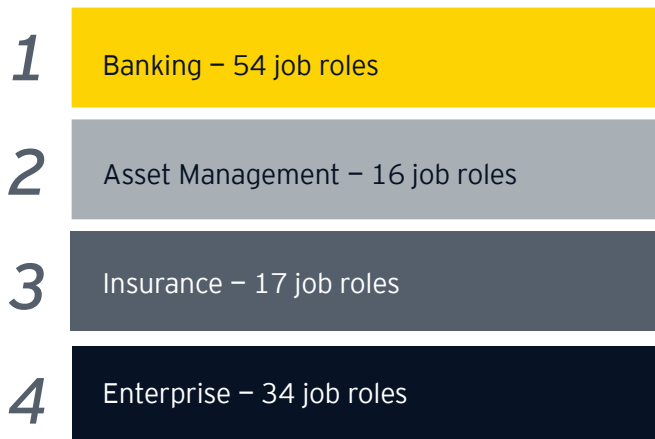 1
Banking – 54 job roles
2
Asset Management – 16 job roles
3
Insurance – 17 job roles
4
Enterprise – 34 job roles